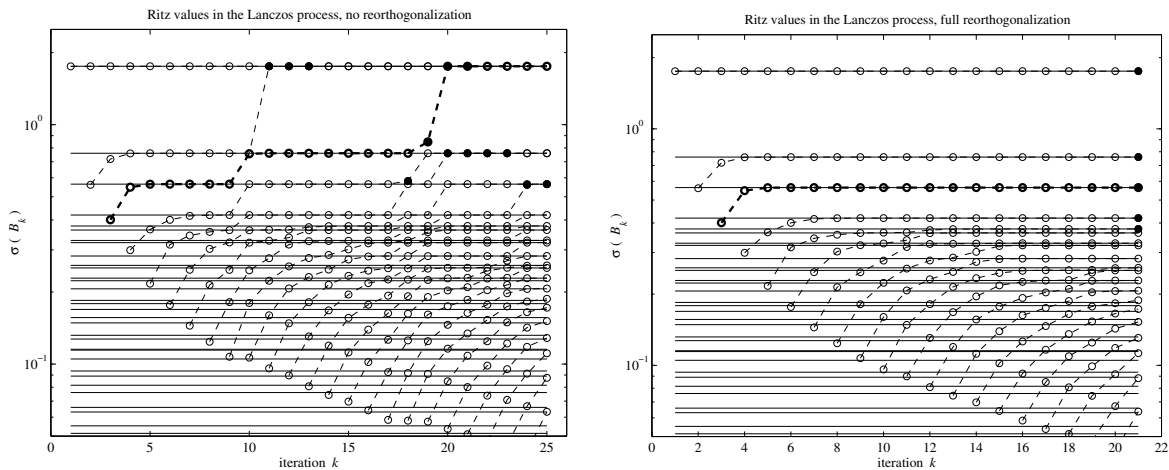 Ritz values in the Lanczos process, no reorthogonalization
10^0
10^{-1}
σ ( B_k )
0 5 10 15 20 25
iteration k
Ritz values in the Lanczos process, full reorthogonalization
10^0
10^{-1}
σ ( B_k )
0 2 4 6 8 10 12 14 16 18 20 22
iteration k